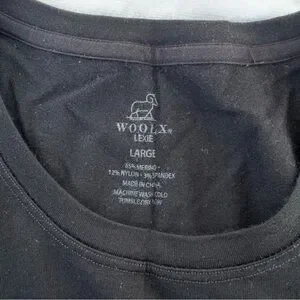 WOOLX®
LEXIE
LARGE
85% MERINO -
12% NYLON - 3% SPANDEX
MADE IN CHINA
MACHINE WASH COLD
TUMBLE DRY LOW